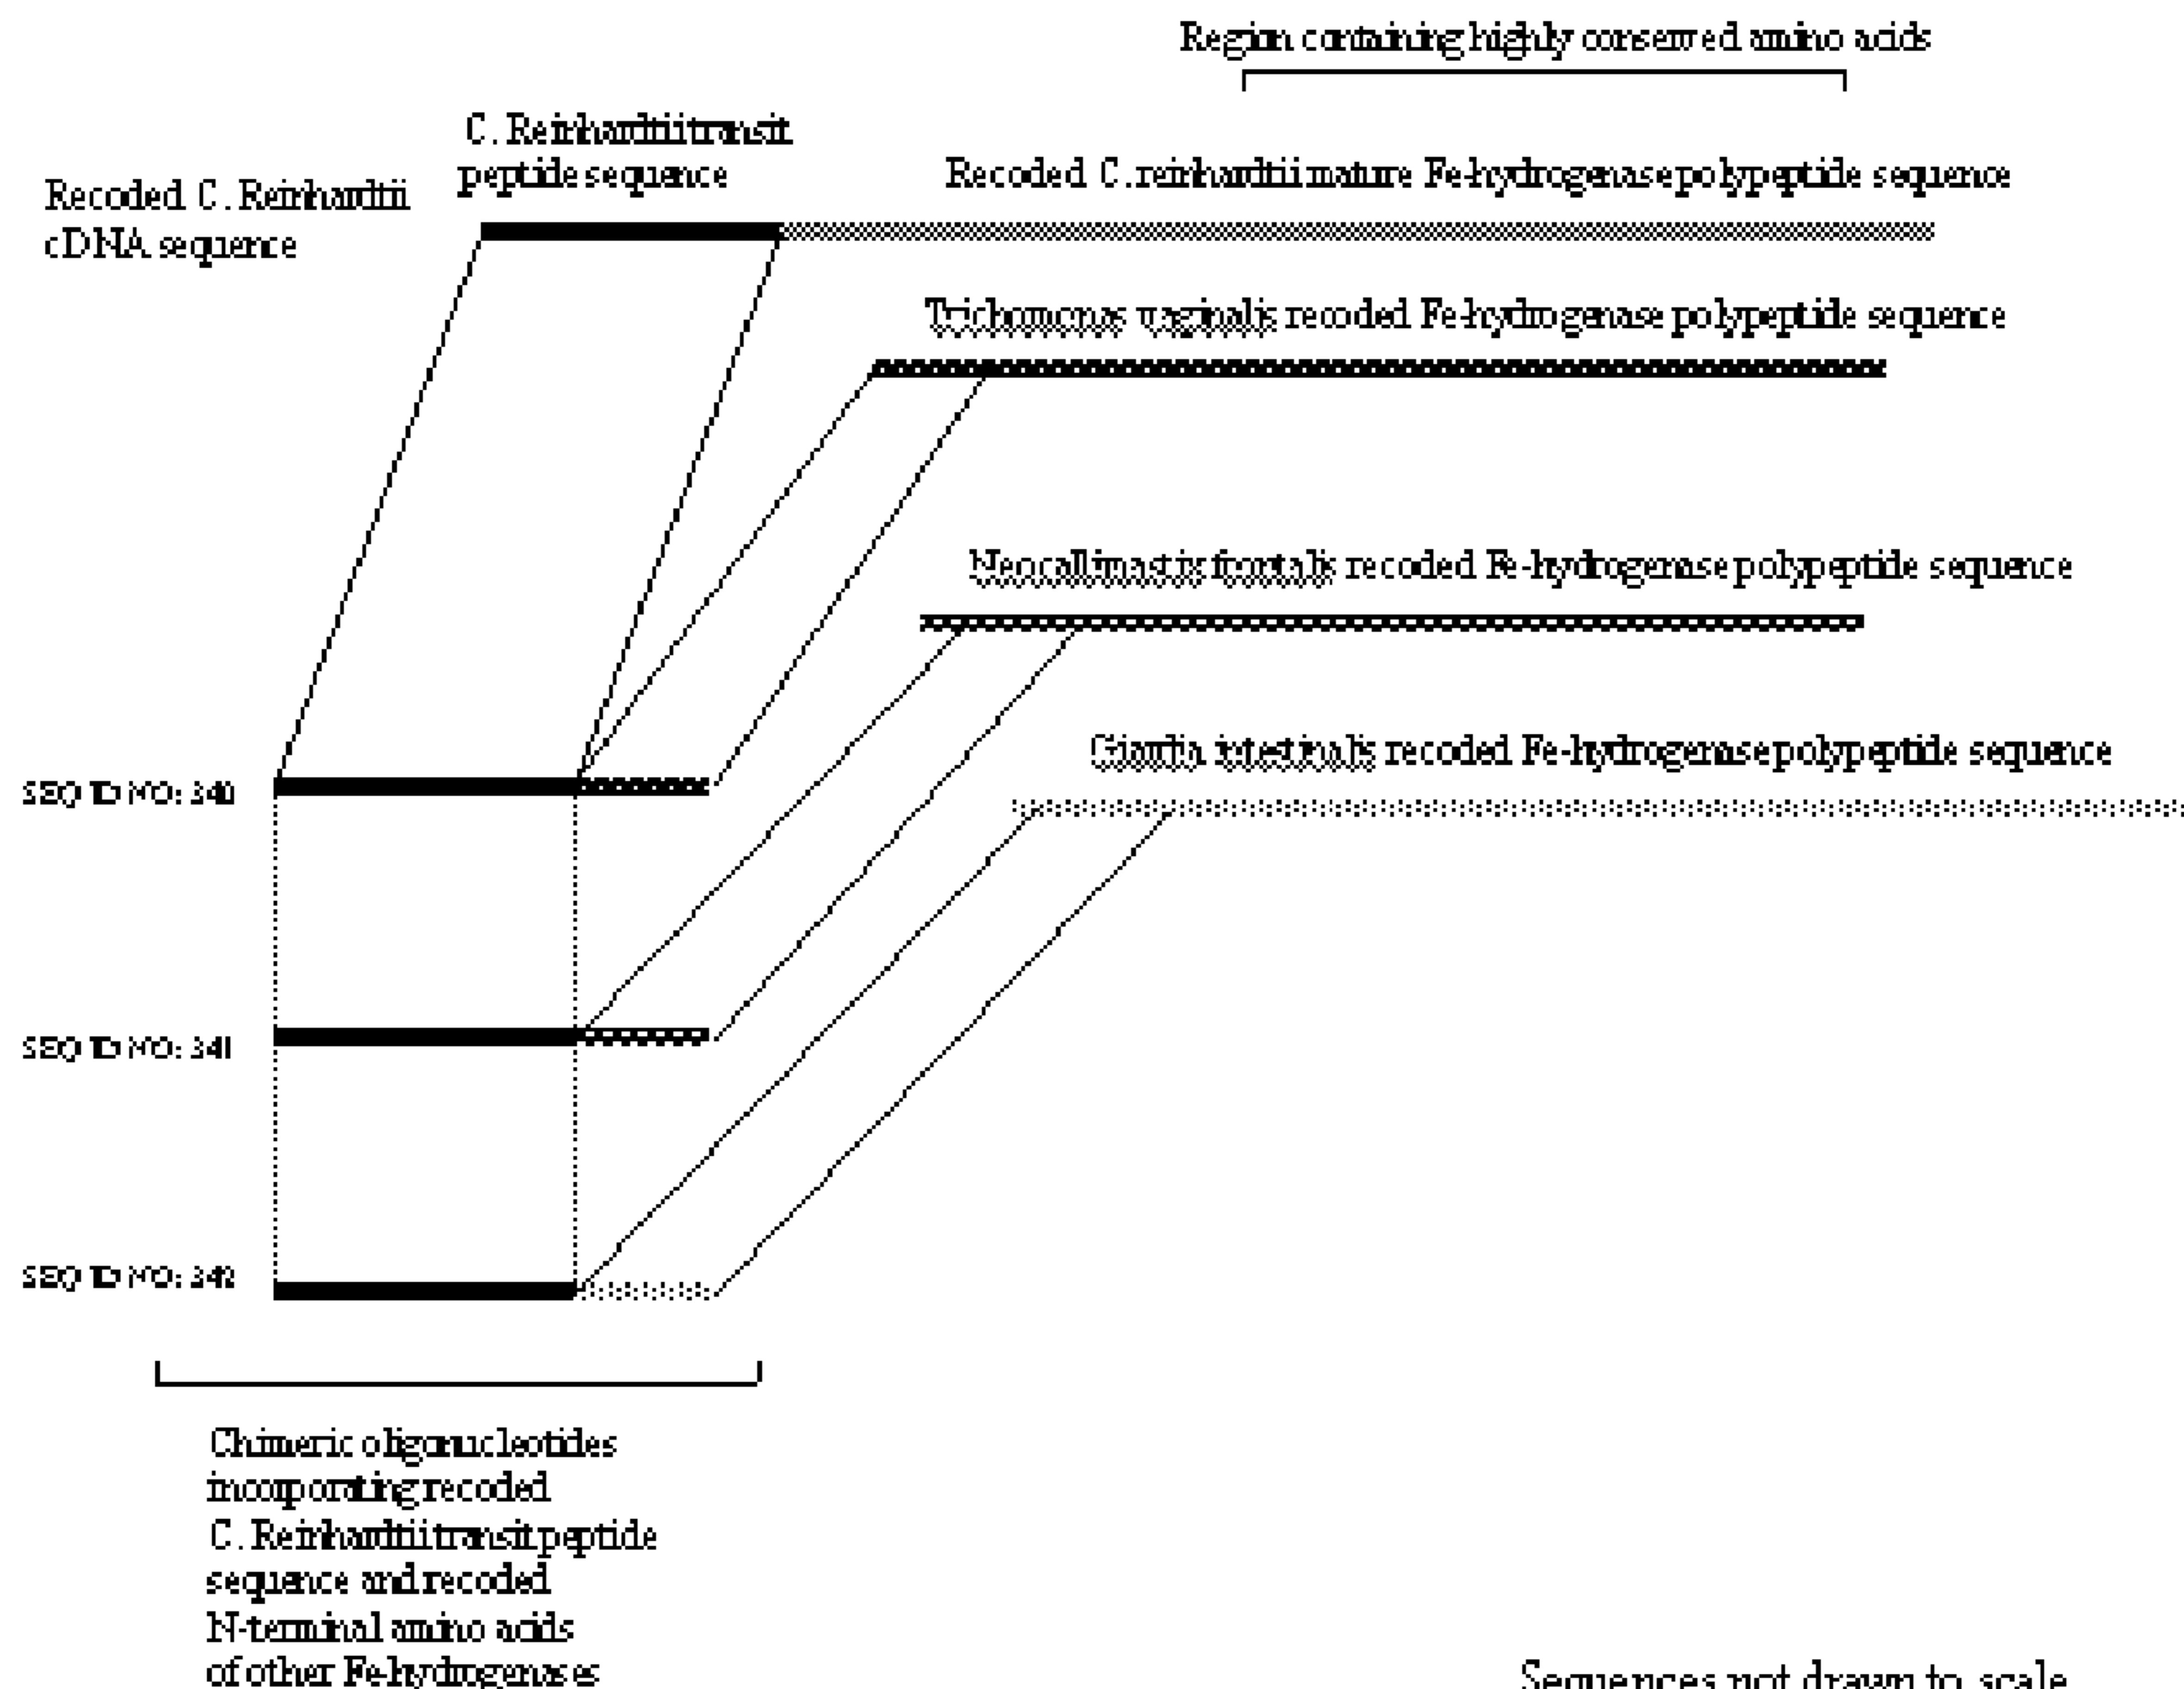 Region containing highly conserved amino acids
C. Reinhardtii transit
peptide sequence
Recoded C. Reinhardtii
cDNA sequence
Recoded C. reinhardtii mature Fe-hydrogenase polypeptide sequence
Trichomonas vaginalis recoded Fe-hydrogenase polypeptide sequence
Neocallimastix frontalis recoded Fe-hydrogenase polypeptide sequence
Giardia intestinalis recoded Fe-hydrogenase polypeptide sequence
SEQ ID NO: 340
SEQ ID NO: 341
SEQ ID NO: 342
Chimeric oligonucleotides
incorporating recoded
C. Reinhardtii transit peptide
sequence and recoded
N-terminal amino acids
of other Fe-hydrogenases
Sequences not drawn to scale